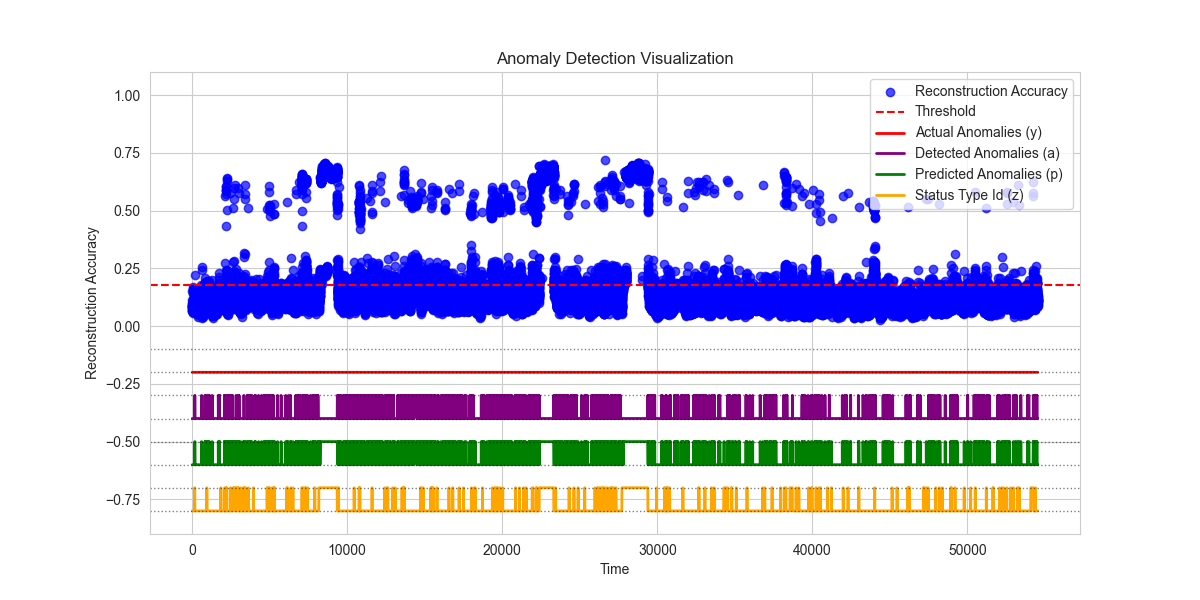 Anomaly Detection Visualization
Reconstruction Accuracy
1.00
0.75
0.50
0.25
0.00
−0.25
−0.50
−0.75
Reconstruction Accuracy
Threshold
Actual Anomalies (y)
Detected Anomalies (a)
Predicted Anomalies (p)
Status Type Id (z)
0
10000
20000
30000
40000
50000
Time